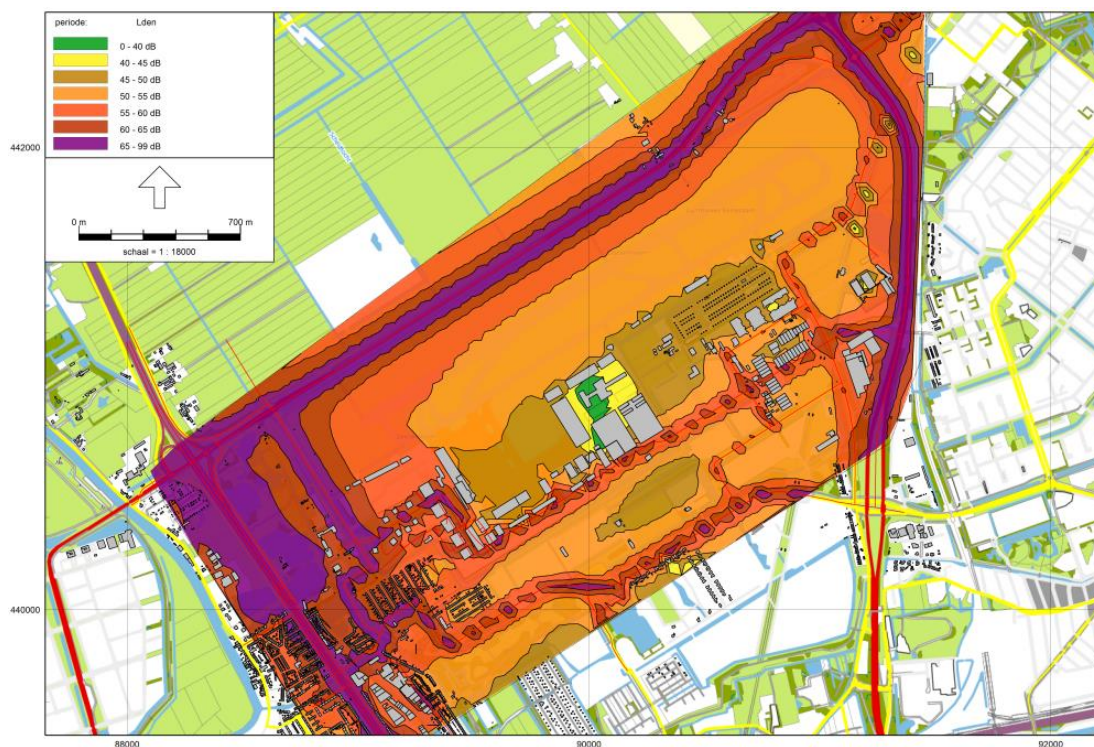 periode: Lden
0 - 40 dB
40 - 45 dB
45 - 50 dB
50 - 55 dB
55 - 60 dB
60 - 65 dB
65 - 99 dB
0 m 700 m
schaal = 1 : 18000
442000
440000
88000 90000 92000